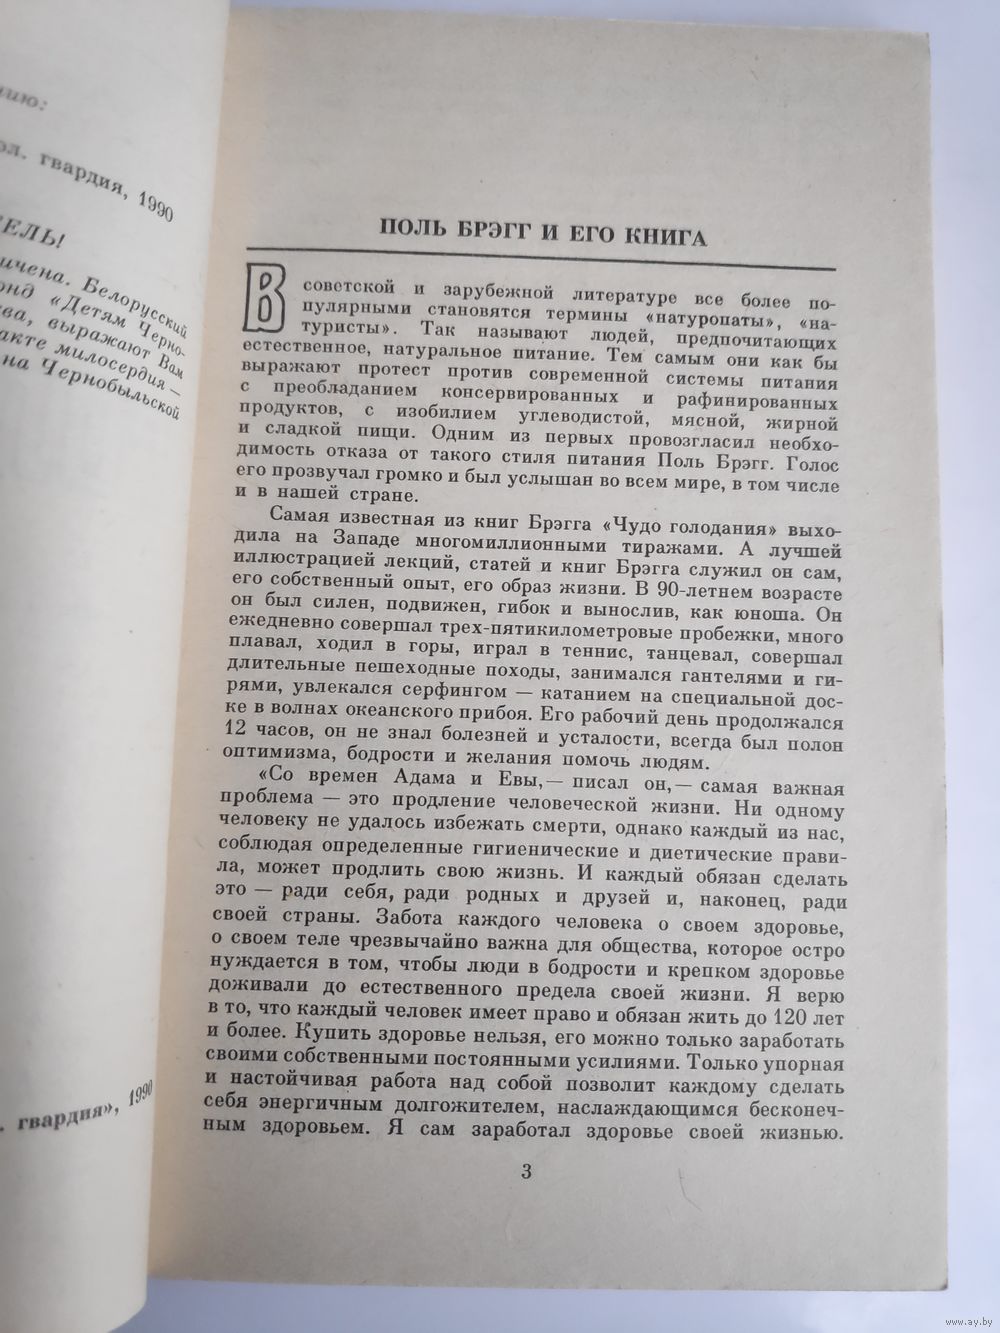 нию:
ол. гвардия, 1990
ЕЛЬ!
ичена. Белорусский
онд «Детям Черно-
ва, выражают Вам
акте милосердия —
на Чернобыльской
. гвардия», 1990
ПОЛЬ БРЭГГ И ЕГО КНИГА
В советской и зарубежной литературе все более по-
пулярными становятся термины «натуропаты», «на-
туристы». Так называют людей, предпочитающих
естественное, натуральное питание. Тем самым они как бы
выражают протест против современной системы питания
с преобладанием консервированных и рафинированных
продуктов, с изобилием углеводистой, мясной, жирной
и сладкой пищи. Одним из первых провозгласил необхо-
димость отказа от такого стиля питания Поль Брэгг. Голос
его прозвучал громко и был услышан во всем мире, в том числе
и в нашей стране.
Самая известная из книг Брэгга «Чудо голодания» выхо-
дила на Западе многомиллионными тиражами. А лучшей
иллюстрацией лекций, статей и книг Брэгга служил он сам,
его собственный опыт, его образ жизни. В 90-летнем возрасте
он был силен, подвижен, гибок и вынослив, как юноша. Он
ежедневно совершал трех-пятикилометровые пробежки, много
плавал, ходил в горы, играл в теннис, танцевал, совершал
длительные пешеходные походы, занимался гантелями и ги-
рями, увлекался серфингом — катанием на специальной дос-
ке в волнах океанского прибоя. Его рабочий день продолжался
12 часов, он не знал болезней и усталости, всегда был полон
оптимизма, бодрости и желания помочь людям.
«Со времен Адама и Евы,— писал он,— самая важная
проблема — это продление человеческой жизни. Ни одному
человеку не удалось избежать смерти, однако каждый из нас,
соблюдая определенные гигиенические и диетические прави-
ла, может продлить свою жизнь. И каждый обязан сделать
это — ради себя, ради родных и друзей и, наконец, ради
своей страны. Забота каждого человека о своем здоровье,
о своем теле чрезвычайно важна для общества, которое остро
нуждается в том, чтобы люди в бодрости и крепком здоровье
доживали до естественного предела своей жизни. Я верю
в то, что каждый человек имеет право и обязан жить до 120 лет
и более. Купить здоровье нельзя, его можно только заработать
своими собственными постоянными усилиями. Только упорная
и настойчивая работа над собой позволит каждому сделать
себя энергичным долгожителем, наслаждающимся бесконеч-
ным здоровьем. Я сам заработал здоровье своей жизнью.
3
www.ay.by